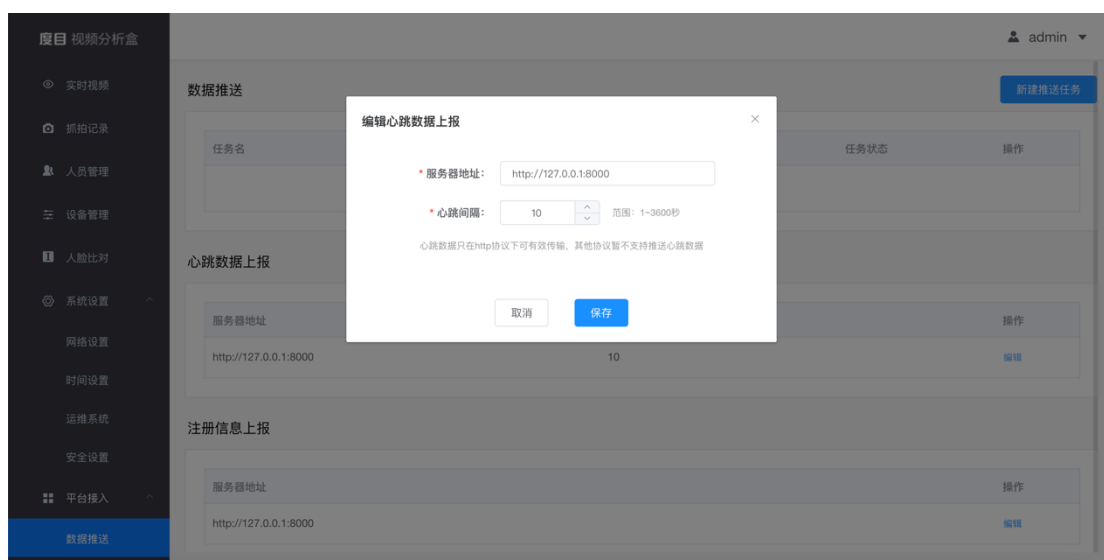 度目 视频分析盒
admin
实时视频
抓拍记录
人员管理
设备管理
人脸比对
系统设置
网络设置
时间设置
运维系统
安全设置
平台接入
数据推送
数据推送
新建推送任务
任务名
任务状态
操作
编辑心跳数据上报
* 服务器地址: http://127.0.0.1:8000
* 心跳间隔: 10 范围: 1~3600秒
心跳数据只在http协议下可有效传输，其他协议暂不支持推送心跳数据
取消 保存
心跳数据上报
服务器地址 操作
http://127.0.0.1:8000 10 编辑
注册信息上报
服务器地址 操作
http://127.0.0.1:8000 编辑